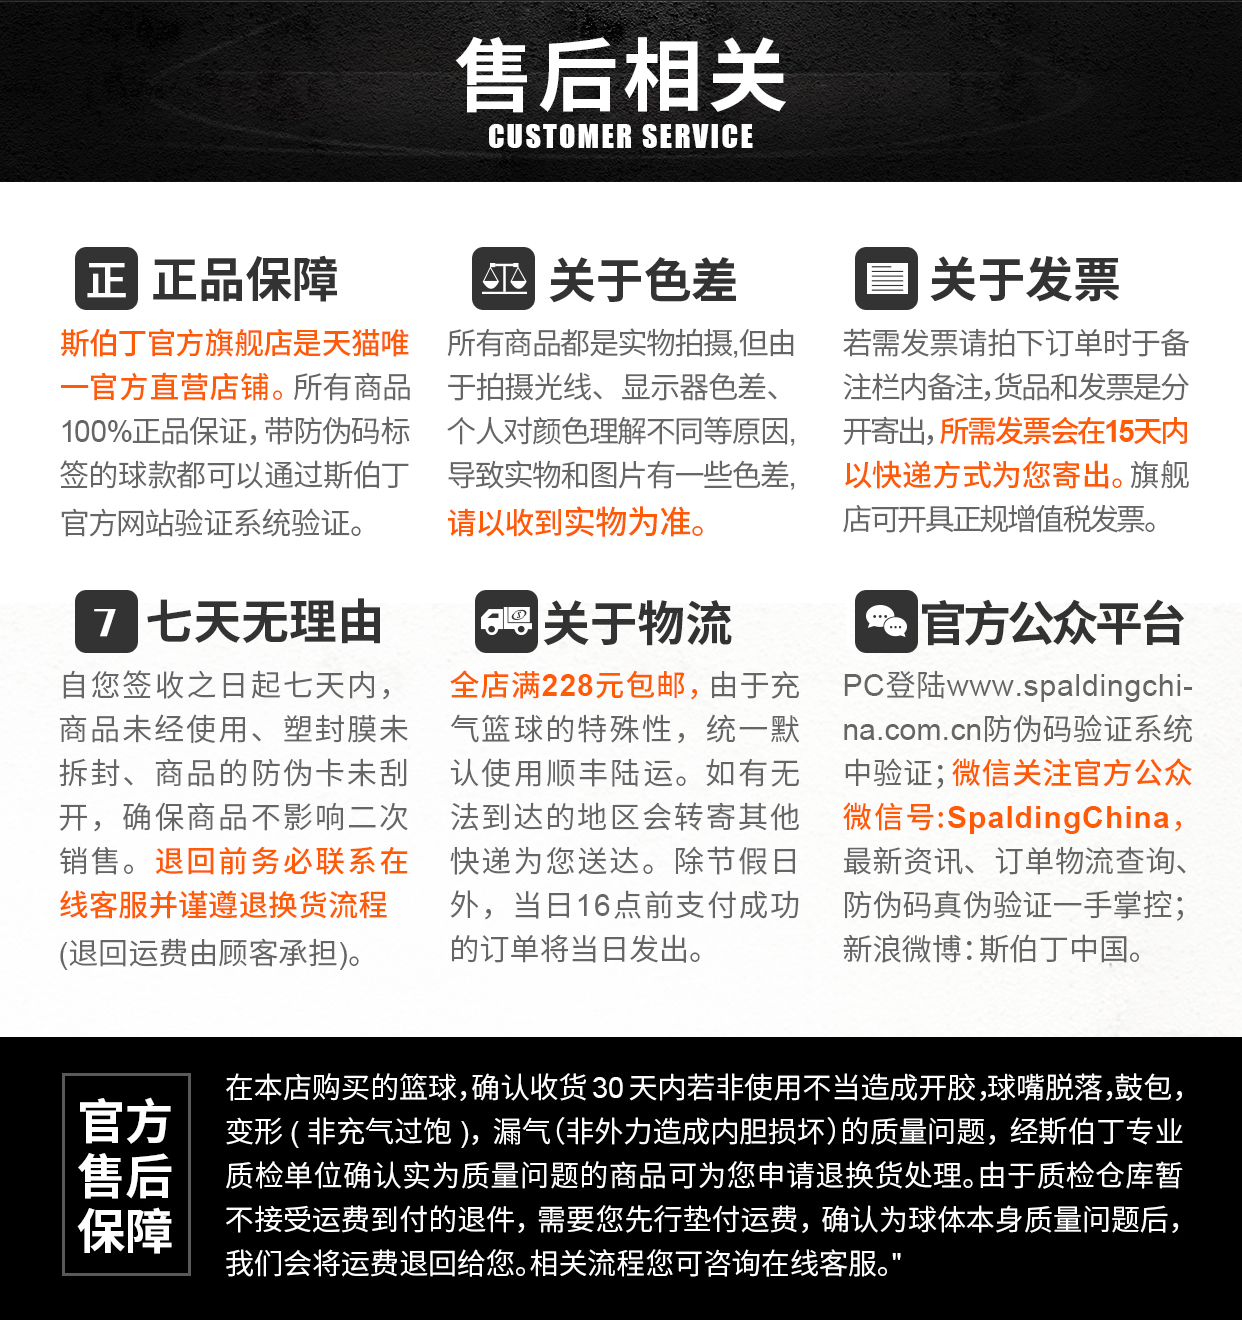 售后相关
CUSTOMER SERVICE
正 正品保障
斯伯丁官方旗舰店是天猫唯
一官方直营店铺。所有商品
100%正品保证，带防伪码标
签的球款都可以通过斯伯丁
官方网站验证系统验证。
关于色差
所有商品都是实物拍摄,但由
于拍摄光线、显示器色差、
个人对颜色理解不同等原因,
导致实物和图片有一些色差,
请以收到实物为准。
关于发票
若需发票请拍下订单时于备
注栏内备注，货品和发票是分
开寄出，所需发票会在15天内
以快递方式为您寄出。旗舰
店可开具正规增值税发票。
7 七天无理由
自您签收之日起七天内，
商品未经使用、塑封膜未
拆封、商品的防伪卡未刮
开，确保商品不影响二次
销售。退回前务必联系在
线客服并谨遵退换货流程
(退回运费由顾客承担)。
$ 关于物流
全店满228元包邮，由于充
气篮球的特殊性，统一默
认使用顺丰陆运。如有无
法到达的地区会转寄其他
快递为您送达。除节假日
外，当日16点前支付成功
的订单将当日发出。
官方公众平台
PC登陆www.spaldingchi-
na.com.cn防伪码验证系统
中验证；微信关注官方公众
微信号:SpaldingChina，
最新资讯、订单物流查询、
防伪码真伪验证一手掌控；
新浪微博：斯伯丁中国。
官方
售后
保障
在本店购买的篮球，确认收货 30 天内若非使用不当造成开胶，球嘴脱落，鼓包，
变形 ( 非充气过饱 )，漏气（非外力造成内胆损坏）的质量问题，经斯伯丁专业
质检单位确认实为质量问题的商品可为您申请退换货处理。由于质检仓库暂
不接受运费到付的退件，需要您先行垫付运费，确认为球体本身质量问题后，
我们会将运费退回给您。相关流程您可咨询在线客服。"